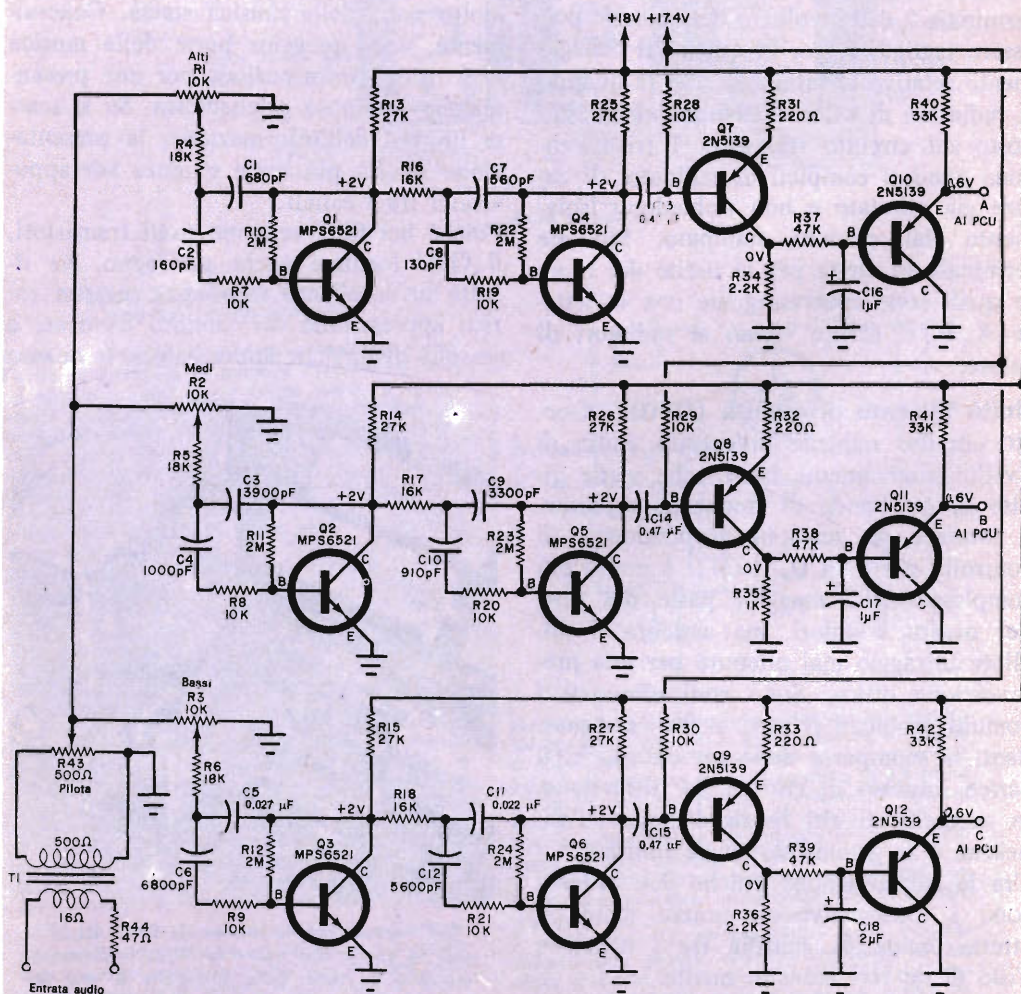 +18V +17.4V
Alti
R1
10K
R4
18K
C1
680pF
C2
160pF
R10
2M
R7
10K
R13
27K
+2V
Q1
MPS6521
B
C
E
R16
16K
C7
560pF
C8
130pF
R22
2M
R19
10K
R25
27K
+2V
Q4
MPS6521
B
C
E
R28
10K
Q7
2N5139
B
E
C
R31
220Ω
R37
47K
0V
R34
2.2K
C16
1µF
+
R40
33K
Q10
2N5139
B
E
C
0,6V
A
AI PCU
Medi
R2
10K
R5
18K
C3
3900pF
C4
1000pF
R11
2M
R8
10K
R14
27K
+2V
Q2
MPS6521
B
C
E
R17
16K
C9
3300pF
C10
910pF
R23
2M
R20
10K
R26
27K
+2V
C14
0,47 µF
Q5
MPS6521
B
C
E
R29
10K
Q8
2N5139
B
E
C
R32
220Ω
R38
47K
0V
R35
1K
C17
1µF
+
R41
33K
Q11
2N5139
B
E
C
0,6V
B
AI PCU
Bassi
R3
10K
R6
18K
C5
0.027 µF
C6
6800pF
R12
2M
R9
10K
R15
27K
+2V
Q3
MPS6521
B
C
E
R18
16K
C11
0.022 µF
C12
5600pF
R24
2M
R21
10K
R27
27K
+2V
C15
0,47 µF
Q6
MPS6521
B
C
E
R30
10K
Q9
2N5139
B
E
C
R33
220Ω
R39
47K
0V
R36
2.2K
C18
2µF
+
R42
33K
Q12
2N5139
B
E
C
0,6V
C
AI PCU
R43
500Ω
Pilota
500Ω
T1
16Ω
R44
47Ω
Entrata audio